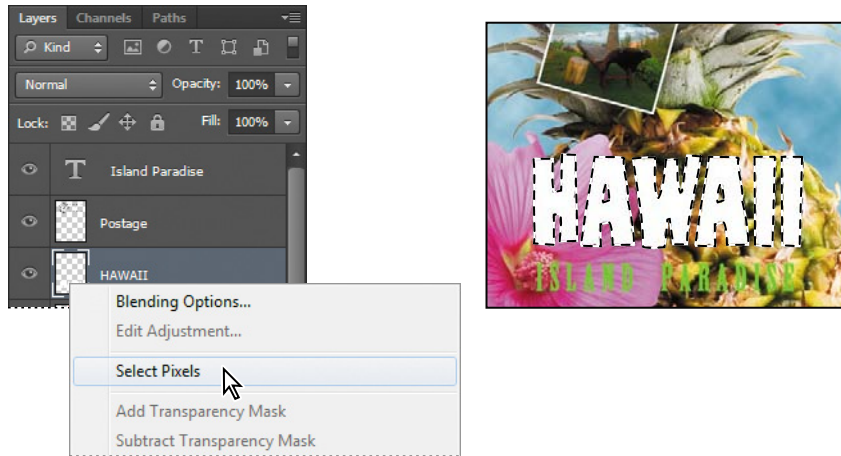 Layers Channels Paths
Kind T
Normal Opacity: 100%
Lock: Fill: 100%
T Island Paradise
Postage
HAWAII
Blending Options...
Edit Adjustment...
Select Pixels
Add Transparency Mask
Subtract Transparency Mask
HAWAII
ISLAND PARADISE